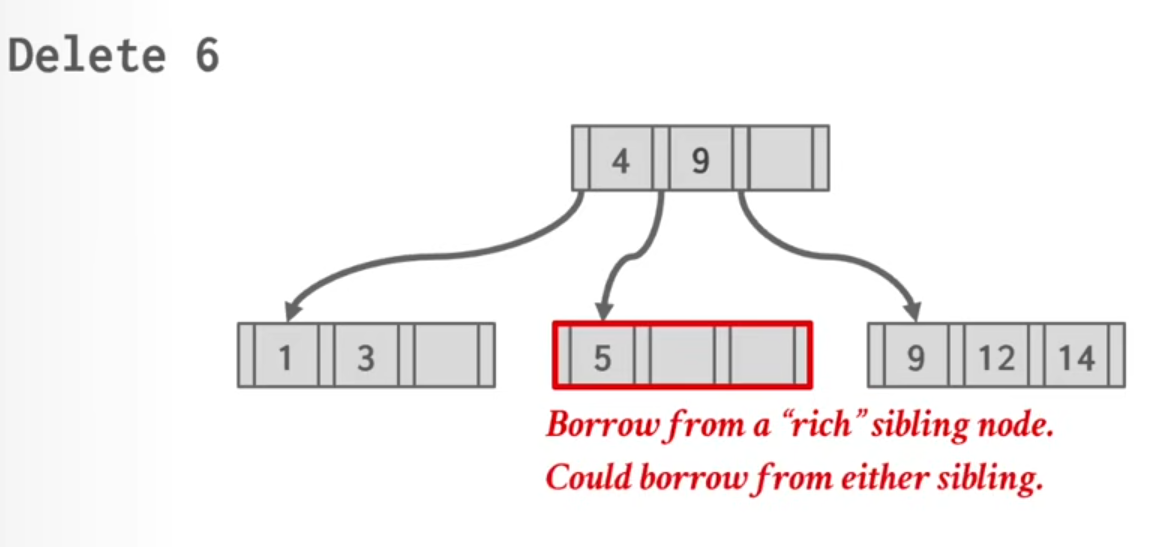 Delete 6
4 9
1 3
5
9 12 14
Borrow from a “rich” sibling node.
Could borrow from either sibling.